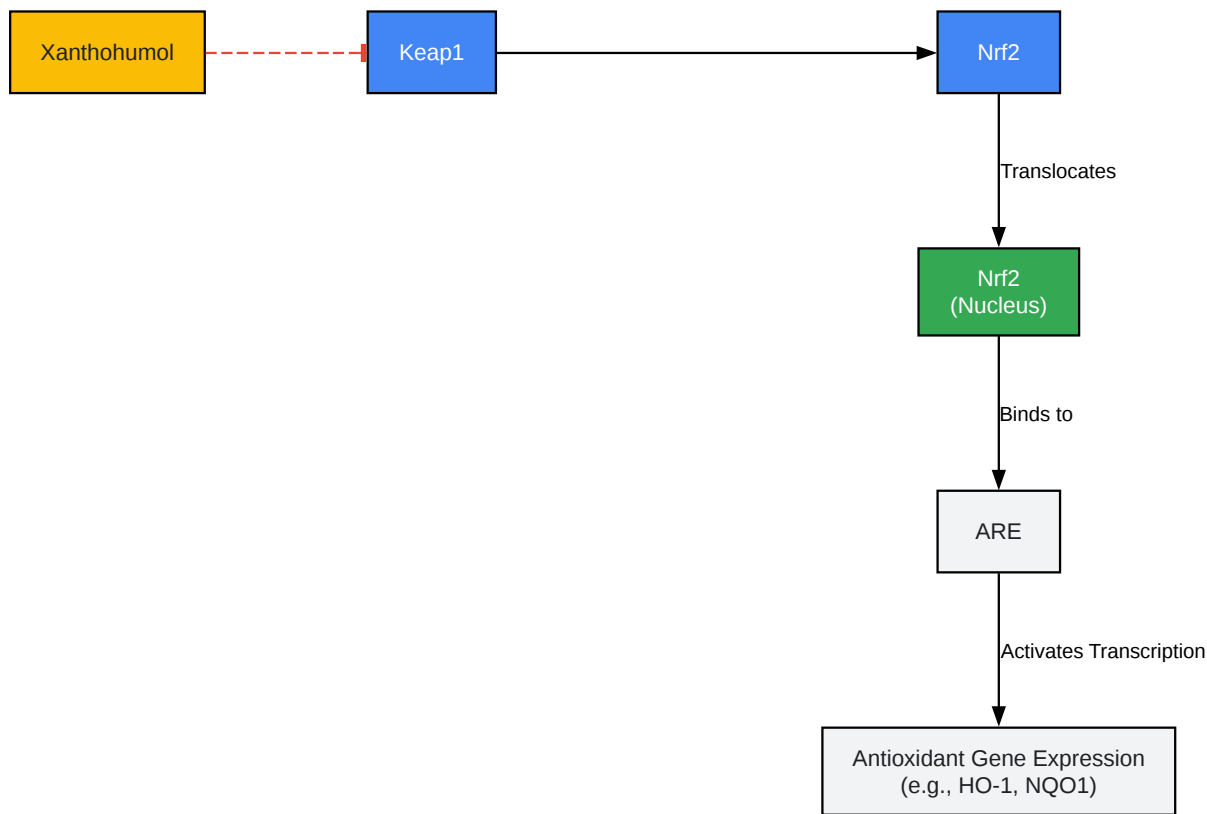 Xanthohumol
Keap1
Nrf2
Translocates
Nrf2
(Nucleus)
Binds to
ARE
Activates Transcription
Antioxidant Gene Expression
(e.g., HO-1, NQO1)